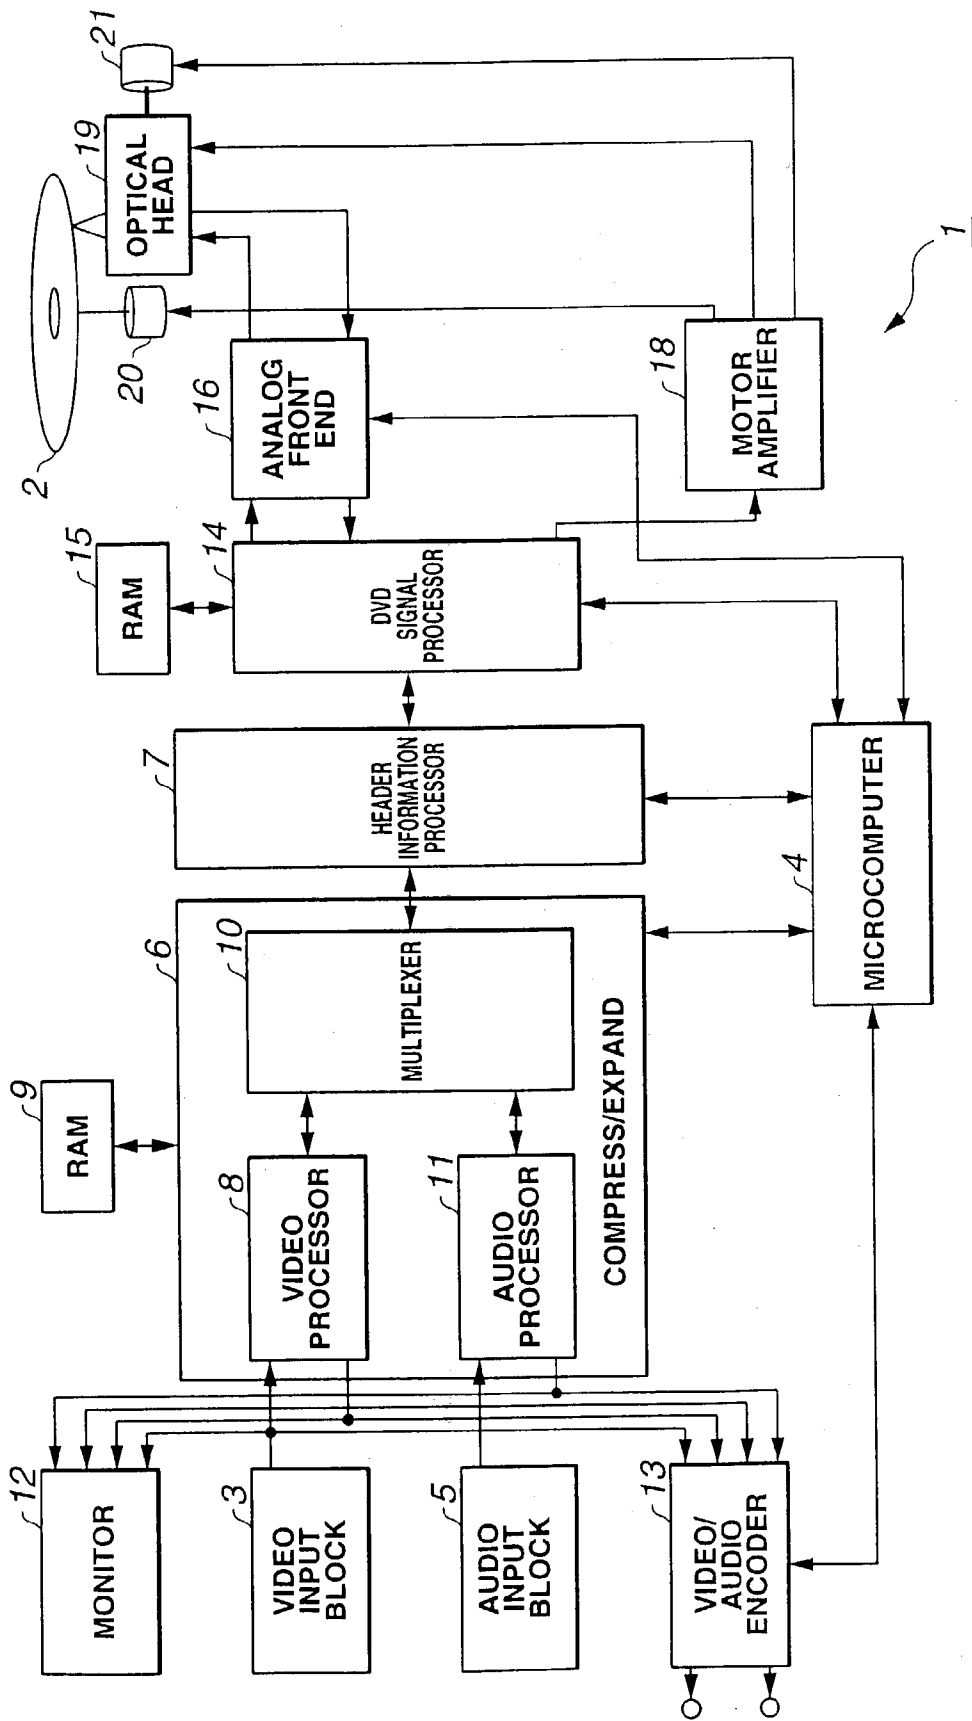 2
19
21
OPTICAL
HEAD
20
15
RAM
14
DVD
SIGNAL
PROCESSOR
16
ANALOG
FRONT
END
18
MOTOR
AMPLIFIER
1
9
RAM
6
7
HEADER
INFORMATION
PROCESSOR
10
MULTIPLEXER
8
VIDEO
PROCESSOR
11
AUDIO
PROCESSOR
COMPRESS/EXPAND
4
MICROCOMPUTER
12
MONITOR
3
VIDEO
INPUT
BLOCK
5
AUDIO
INPUT
BLOCK
13
VIDEO/
AUDIO
ENCODER